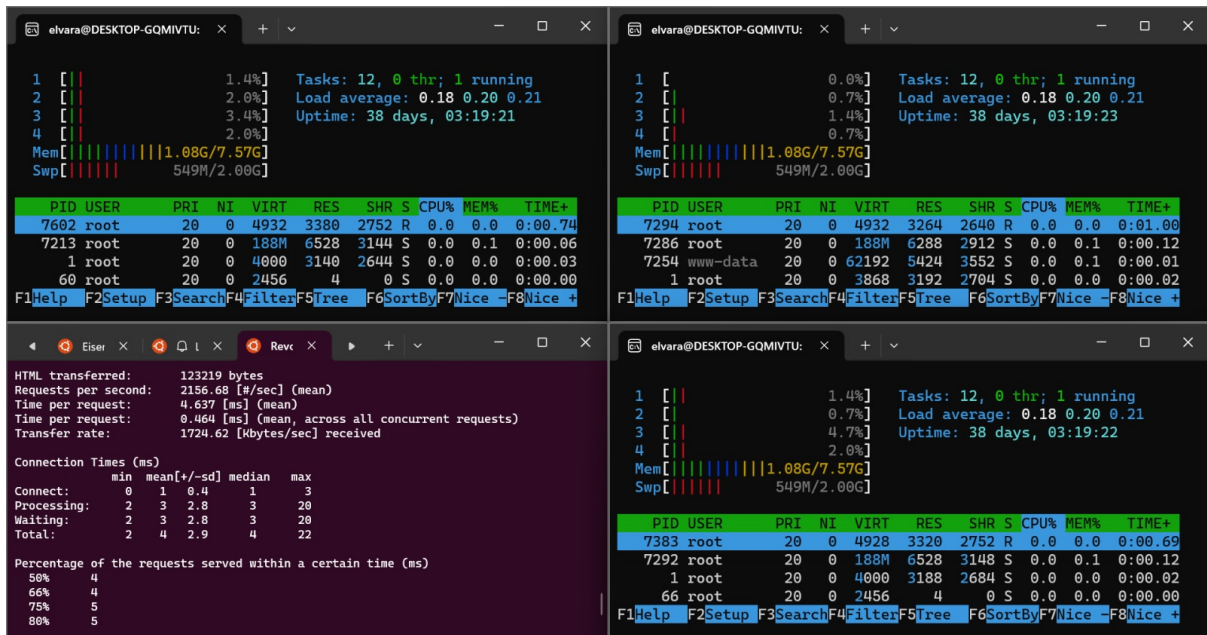 elvara@DESKTOP-GQMIVTU:
1 [|| 1.4%] Tasks: 12, 0 thr; 1 running
2 [|| 2.0%] Load average: 0.18 0.20 0.21
3 [|| 3.4%] Uptime: 38 days, 03:19:21
4 [|| 2.0%]
Mem[||||||||||||1.08G/7.57G]
Swp[|||||| 549M/2.00G]
PID USER PRI NI VIRT RES SHR S CPU% MEM% TIME+
7602 root 20 0 4932 3380 2752 R 0.0 0.0 0:00.74
7213 root 20 0 188M 6528 3144 S 0.0 0.1 0:00.06
1 root 20 0 4000 3140 2644 S 0.0 0.0 0:00.03
60 root 20 0 2456 4 0 S 0.0 0.0 0:00.00
F1Help F2Setup F3SearchF4FilterF5Tree F6SortByF7Nice -F8Nice +
elvara@DESKTOP-GQMIVTU:
1 [ 0.0%] Tasks: 12, 0 thr; 1 running
2 [| 0.7%] Load average: 0.18 0.20 0.21
3 [|| 1.4%] Uptime: 38 days, 03:19:23
4 [| 0.7%]
Mem[||||||||||||1.08G/7.57G]
Swp[|||||| 549M/2.00G]
PID USER PRI NI VIRT RES SHR S CPU% MEM% TIME+
7294 root 20 0 4932 3264 2640 R 0.0 0.0 0:01.00
7286 root 20 0 188M 6288 2912 S 0.0 0.1 0:00.12
7254 www-data 20 0 62192 5424 3552 S 0.0 0.1 0:00.01
1 root 20 0 3868 3192 2704 S 0.0 0.0 0:00.02
F1Help F2Setup F3SearchF4FilterF5Tree F6SortByF7Nice -F8Nice +
Eiser Revc
HTML transferred: 123219 bytes
Requests per second: 2156.68 [#/sec] (mean)
Time per request: 4.637 [ms] (mean)
Time per request: 0.464 [ms] (mean, across all concurrent requests)
Transfer rate: 1724.62 [Kbytes/sec] received
Connection Times (ms)
min mean[+/-sd] median max
Connect: 0 1 0.4 1 3
Processing: 2 3 2.8 3 20
Waiting: 2 3 2.8 3 20
Total: 2 4 2.9 4 22
Percentage of the requests served within a certain time (ms)
50% 4
66% 4
75% 5
80% 5
elvara@DESKTOP-GQMIVTU:
1 [|| 1.4%] Tasks: 12, 0 thr; 1 running
2 [| 0.7%] Load average: 0.18 0.20 0.21
3 [|| 4.7%] Uptime: 38 days, 03:19:22
4 [|| 2.0%]
Mem[||||||||||||1.08G/7.57G]
Swp[|||||| 549M/2.00G]
PID USER PRI NI VIRT RES SHR S CPU% MEM% TIME+
7383 root 20 0 4928 3320 2752 R 0.0 0.0 0:00.69
7292 root 20 0 188M 6528 3148 S 0.0 0.1 0:00.12
1 root 20 0 4000 3188 2684 S 0.0 0.0 0:00.02
66 root 20 0 2456 4 0 S 0.0 0.0 0:00.00
F1Help F2Setup F3SearchF4FilterF5Tree F6SortByF7Nice -F8Nice +